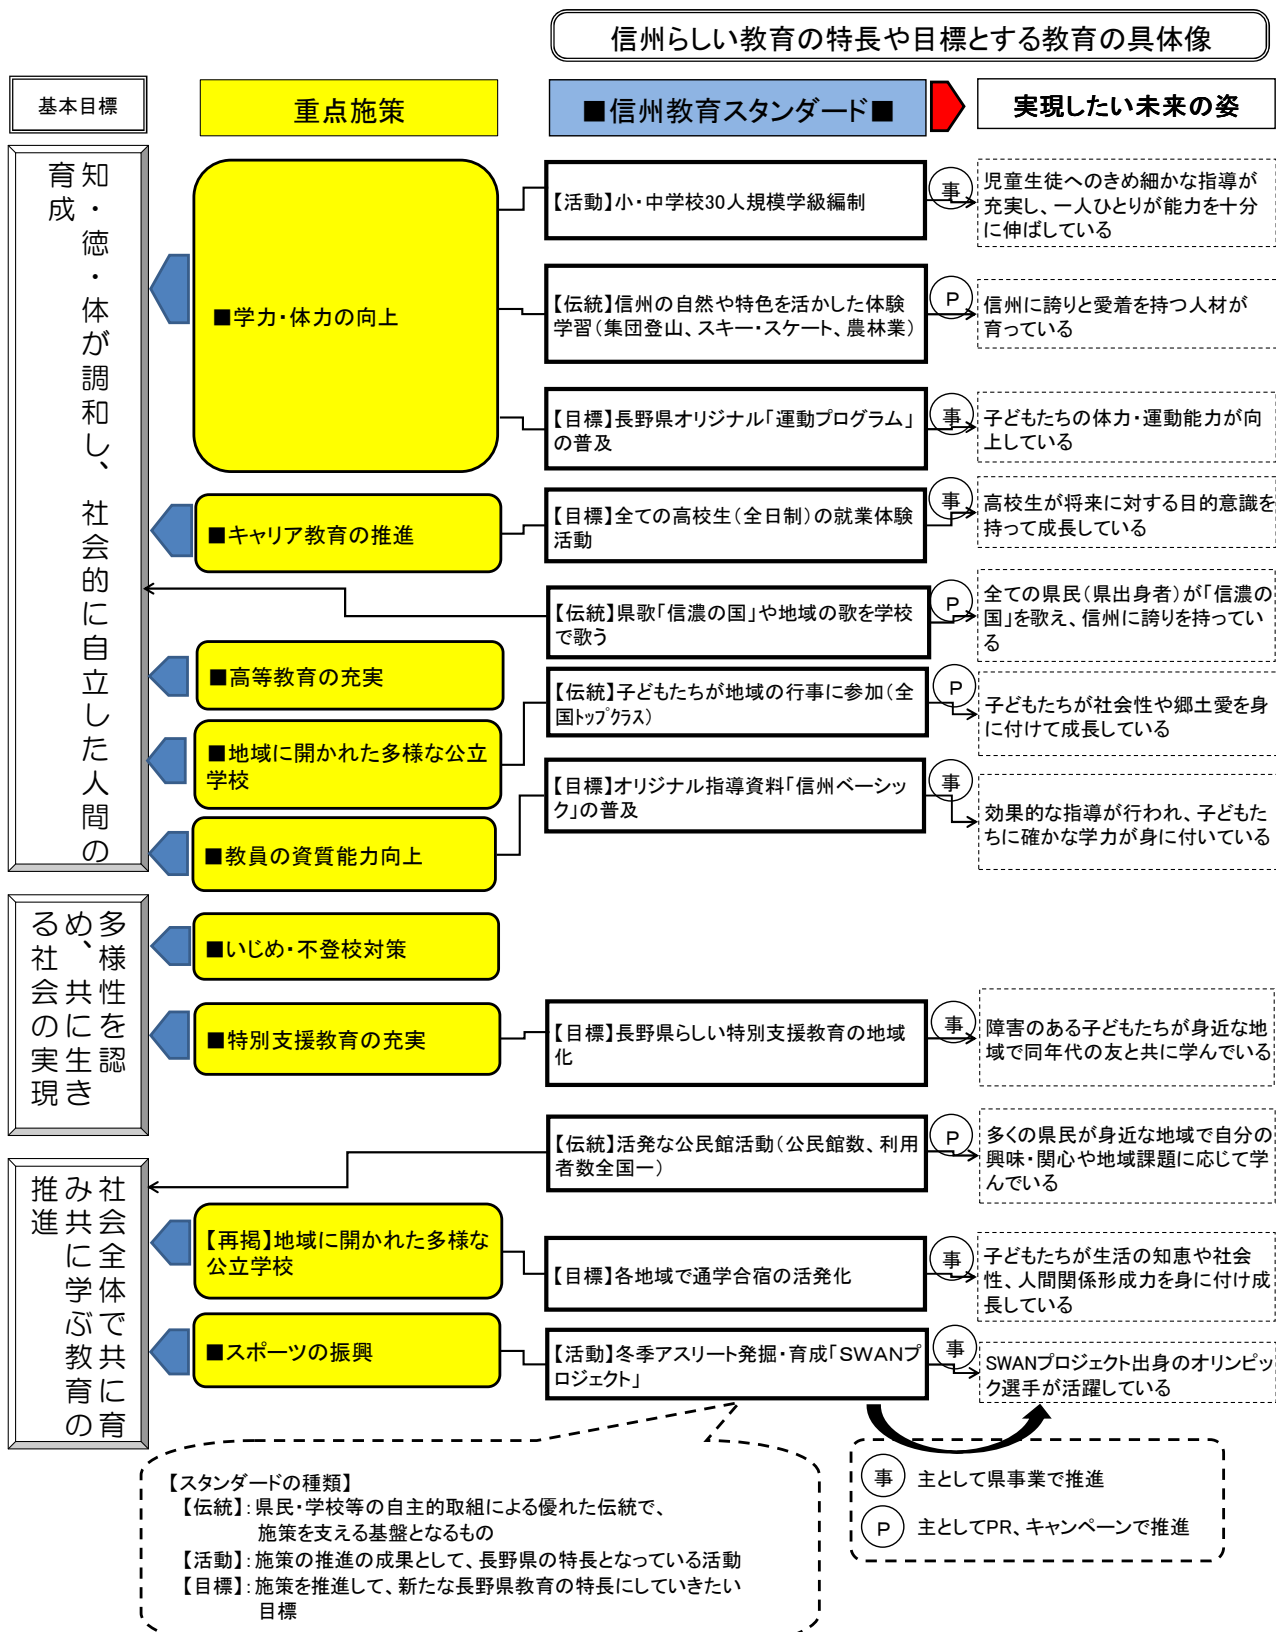 信州らしい教育の特長や目標とする教育の具体像
基本目標
重点施策
■信州教育スタンダード■
実現したい未来の姿
知・徳・体が調和し、社会的に自立した人間の
育成
■学力・体力の向上
【活動】小・中学校30人規模学級編制
事
児童生徒へのきめ細かな指導が
充実し、一人ひとりが能力を十分
に伸ばしている
【伝統】信州の自然や特色を活かした体験
学習（集団登山、スキー・スケート、農林業）
P
信州に誇りと愛着を持つ人材が
育っている
【目標】長野県オリジナル「運動プログラム」
の普及
事
子どもたちの体力・運動能力が向
上している
■キャリア教育の推進
【目標】全ての高校生（全日制）の就業体験
活動
事
高校生が将来に対する目的意識を
持って成長している
【伝統】県歌「信濃の国」や地域の歌を学校
で歌う
P
全ての県民（県出身者）が「信濃の
国」を歌え、信州に誇りを持ってい
る
■高等教育の充実
■地域に開かれた多様な公立
学校
【伝統】子どもたちが地域の行事に参加（全
国ﾄｯﾌﾟｸﾗｽ）
P
子どもたちが社会性や郷土愛を身
に付けて成長している
■教員の資質能力向上
【目標】オリジナル指導資料「信州ベーシッ
ク」の普及
事
効果的な指導が行われ、子どもた
ちに確かな学力が身に付いている
多様性を認
め、共に生き
る社会の実現
■いじめ・不登校対策
■特別支援教育の充実
【目標】長野県らしい特別支援教育の地域
化
事
障害のある子どもたちが身近な地
域で同年代の友と共に学んでいる
社会全体で共に育
み共に学ぶ教育の
推進
【伝統】活発な公民館活動（公民館数、利用
者数全国一）
P
多くの県民が身近な地域で自分の
興味・関心や地域課題に応じて学
んでいる
【再掲】地域に開かれた多様な
公立学校
【目標】各地域で通学合宿の活発化
事
子どもたちが生活の知恵や社会
性、人間関係形成力を身に付け成
長している
■スポーツの振興
【活動】冬季アスリート発掘・育成「ＳＷＡＮプ
ロジェクト」
事
SWANプロジェクト出身のオリンピッ
ク選手が活躍している
【スタンダードの種類】
【伝統】：県民・学校等の自主的取組による優れた伝統で、
施策を支える基盤となるもの
【活動】：施策の推進の成果として、長野県の特長となっている活動
【目標】：施策を推進して、新たな長野県教育の特長にしていきたい
目標
事 主として県事業で推進
P 主としてPR、キャンペーンで推進